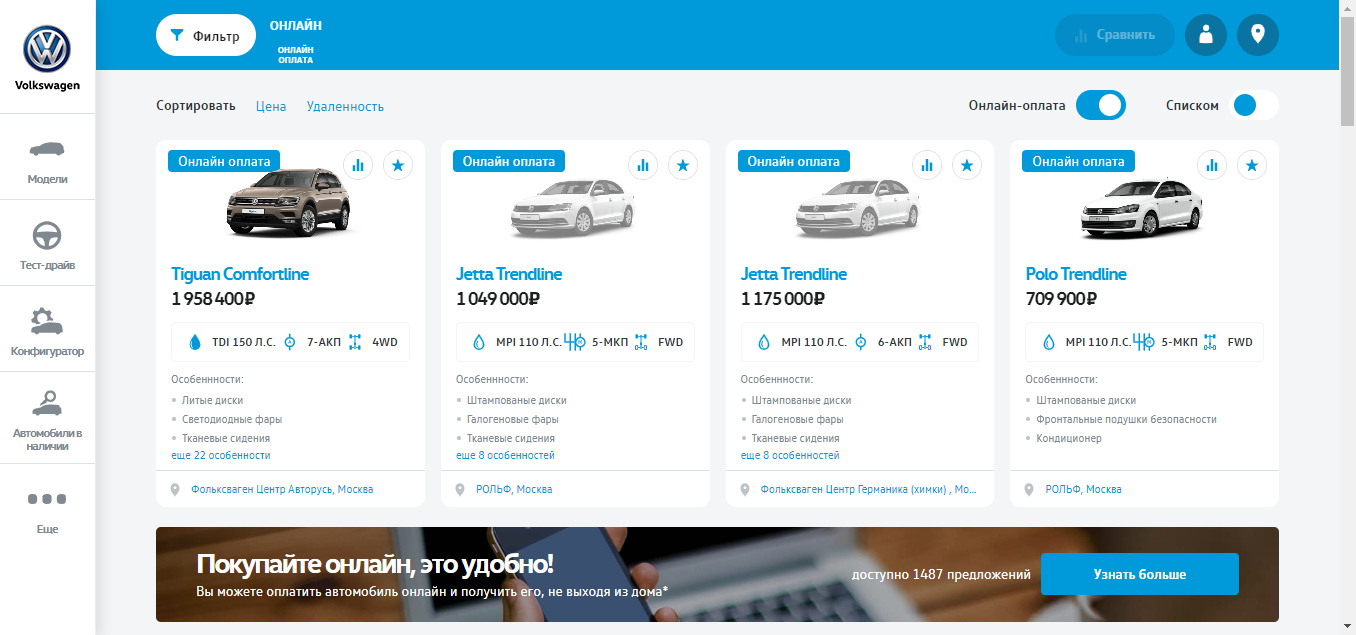 Volkswagen
Модели
Тест-драйв
Конфигуратор
Автомобили в
наличии
Еще
Фильтр
ОНЛАЙН
ОНЛАЙН
ОПЛАТА
Сравнить
Сортировать Цена Удаленность
Онлайн-оплата Списком
Онлайн оплата
Tiguan Comfortline
1 958 400₽
TDI 150 Л.С. 7-АКП 4WD
Особеннности:
Литые диски
Светодиодные фары
Тканевые сидения
еще 22 особенности
Фольксваген Центр Авторусь, Москва
Онлайн оплата
Jetta Trendline
1 049 000₽
MPI 110 Л.С. 5-МКП FWD
Особеннности:
Штампованые диски
Галогеновые фары
Тканевые сидения
еще 8 особенностей
РОЛЬФ, Москва
Онлайн оплата
Jetta Trendline
1 175 000₽
MPI 110 Л.С. 6-АКП FWD
Особеннности:
Штампованые диски
Галогеновые фары
Тканевые сидения
еще 8 особенностей
Фольксваген Центр Германика (химки) , Мо...
Онлайн оплата
Polo Trendline
709 900₽
MPI 110 Л.С. 5-МКП FWD
Особеннности:
Штампованые диски
Фронтальные подушки безопасности
Кондиционер
РОЛЬФ, Москва
Покупайте онлайн, это удобно!
Вы можете оплатить автомобиль онлайн и получить его, не выходя из дома*
доступно 1487 предложений
Узнать больше